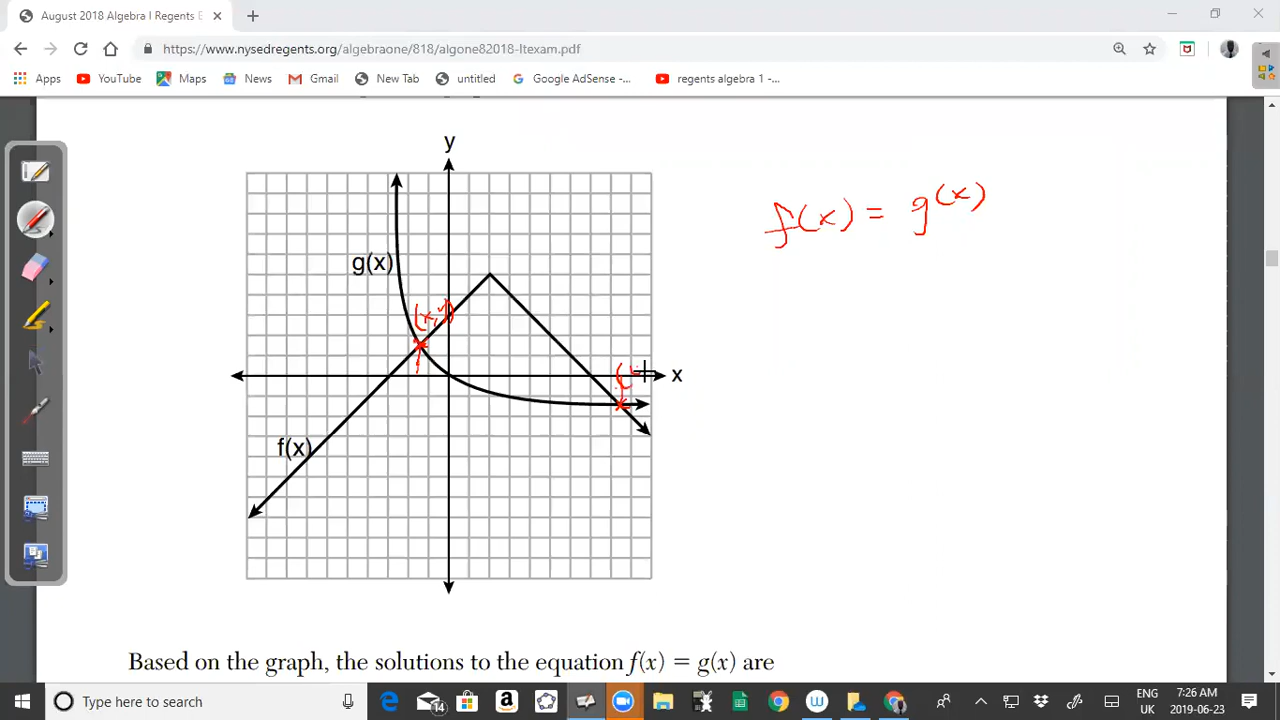 August 2018 Algebra I Regents E
https://www.nysedregents.org/algebraone/818/algone82018-ltexam.pdf
Apps YouTube Maps News Gmail New Tab untitled Google AdSense -... regents algebra 1 -...
y
f(x) = g(x)
g(x)
(x,y)
x
f(x)
Based on the graph, the solutions to the equation f(x) = g(x) are
Type here to search
14
ENG 7:26 AM
UK 2019-06-23